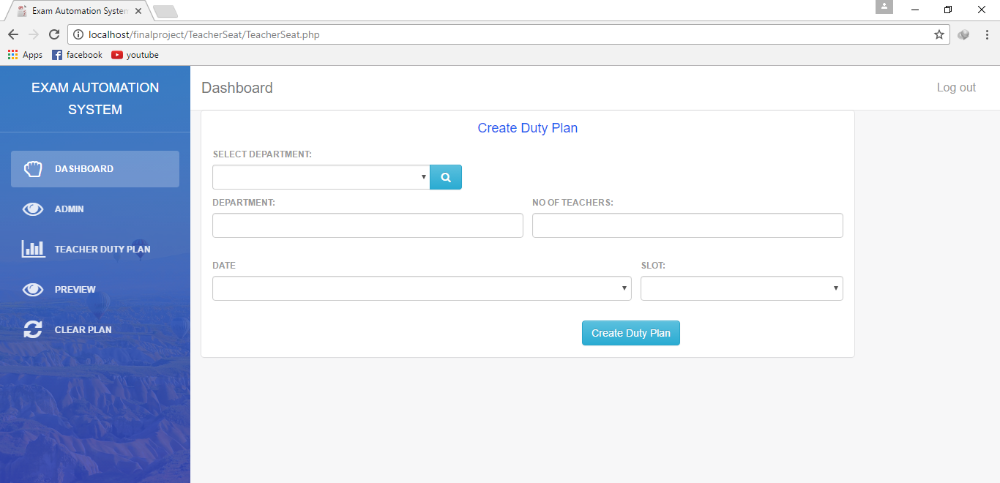 Exam Automation System
localhost/finalproject/TeacherSeat/TeacherSeat.php
Apps facebook youtube
EXAM AUTOMATION
SYSTEM
Dashboard
Log out
DASHBOARD
ADMIN
TEACHER DUTY PLAN
PREVIEW
CLEAR PLAN
Create Duty Plan
SELECT DEPARTMENT:
DEPARTMENT:
NO OF TEACHERS:
DATE
SLOT:
Create Duty Plan